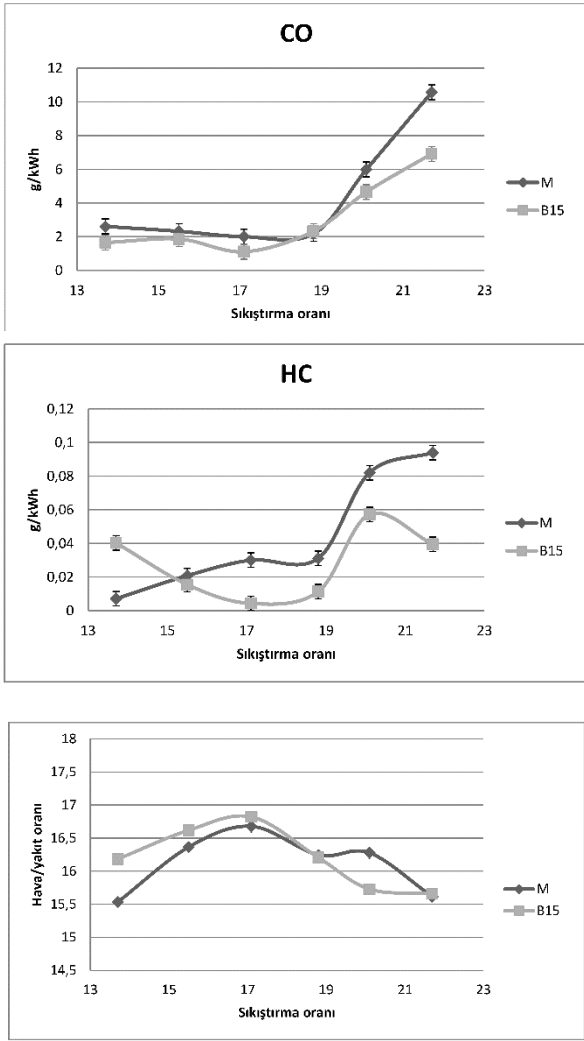 CO
g/kWh
12
10
8
6
4
2
0
13 15 17 19 21 23
Sıkıştırma oranı
M
B15
HC
g/kWh
0,12
0,1
0,08
0,06
0,04
0,02
0
13 15 17 19 21 23
Sıkıştırma oranı
M
B15
Hava/yakıt oranı
18
17,5
17
16,5
16
15,5
15
14,5
13 15 17 19 21 23
Sıkıştırma oranı
M
B15